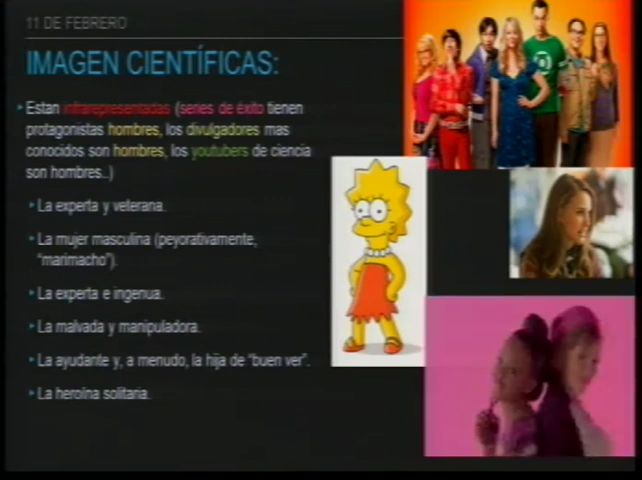 11 DE FEBRERO
IMAGEN CIENTÍFICAS:
Estan infrarepresentadas (series de éxito tienen
protagonistas hombres, los divulgadores mas
conocidos son hombres, los youtubers de ciencia
son hombres..)
La experta y veterana.
La mujer masculina (peyorativamente,
"marimacho").
La experta e ingenua.
La malvada y manipuladora.
La ayudante y, a menudo, la hija de "buen ver".
La heroína solitaria.